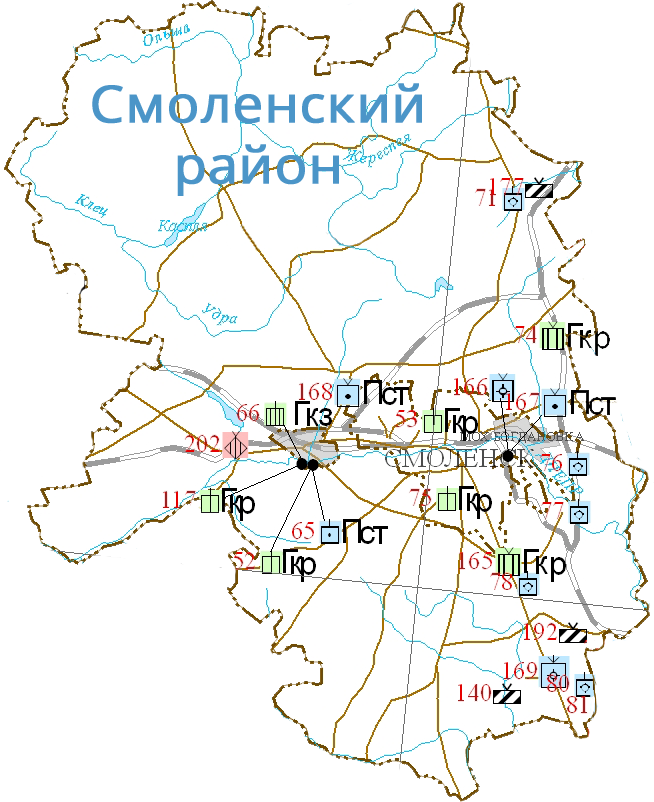 Ольша
Смоленский
район
Жереспея
177
71
Клец
Каспля
Удра
74 Гкр
168 Пст
166
167 Пст
66 Гкз
53 Гкр
202
СМОЛЕНСК
76
117 Гкр
75 Гкр
77
65 Пст
52 Гкр
165 Гкр
78
192
169
80
140
81